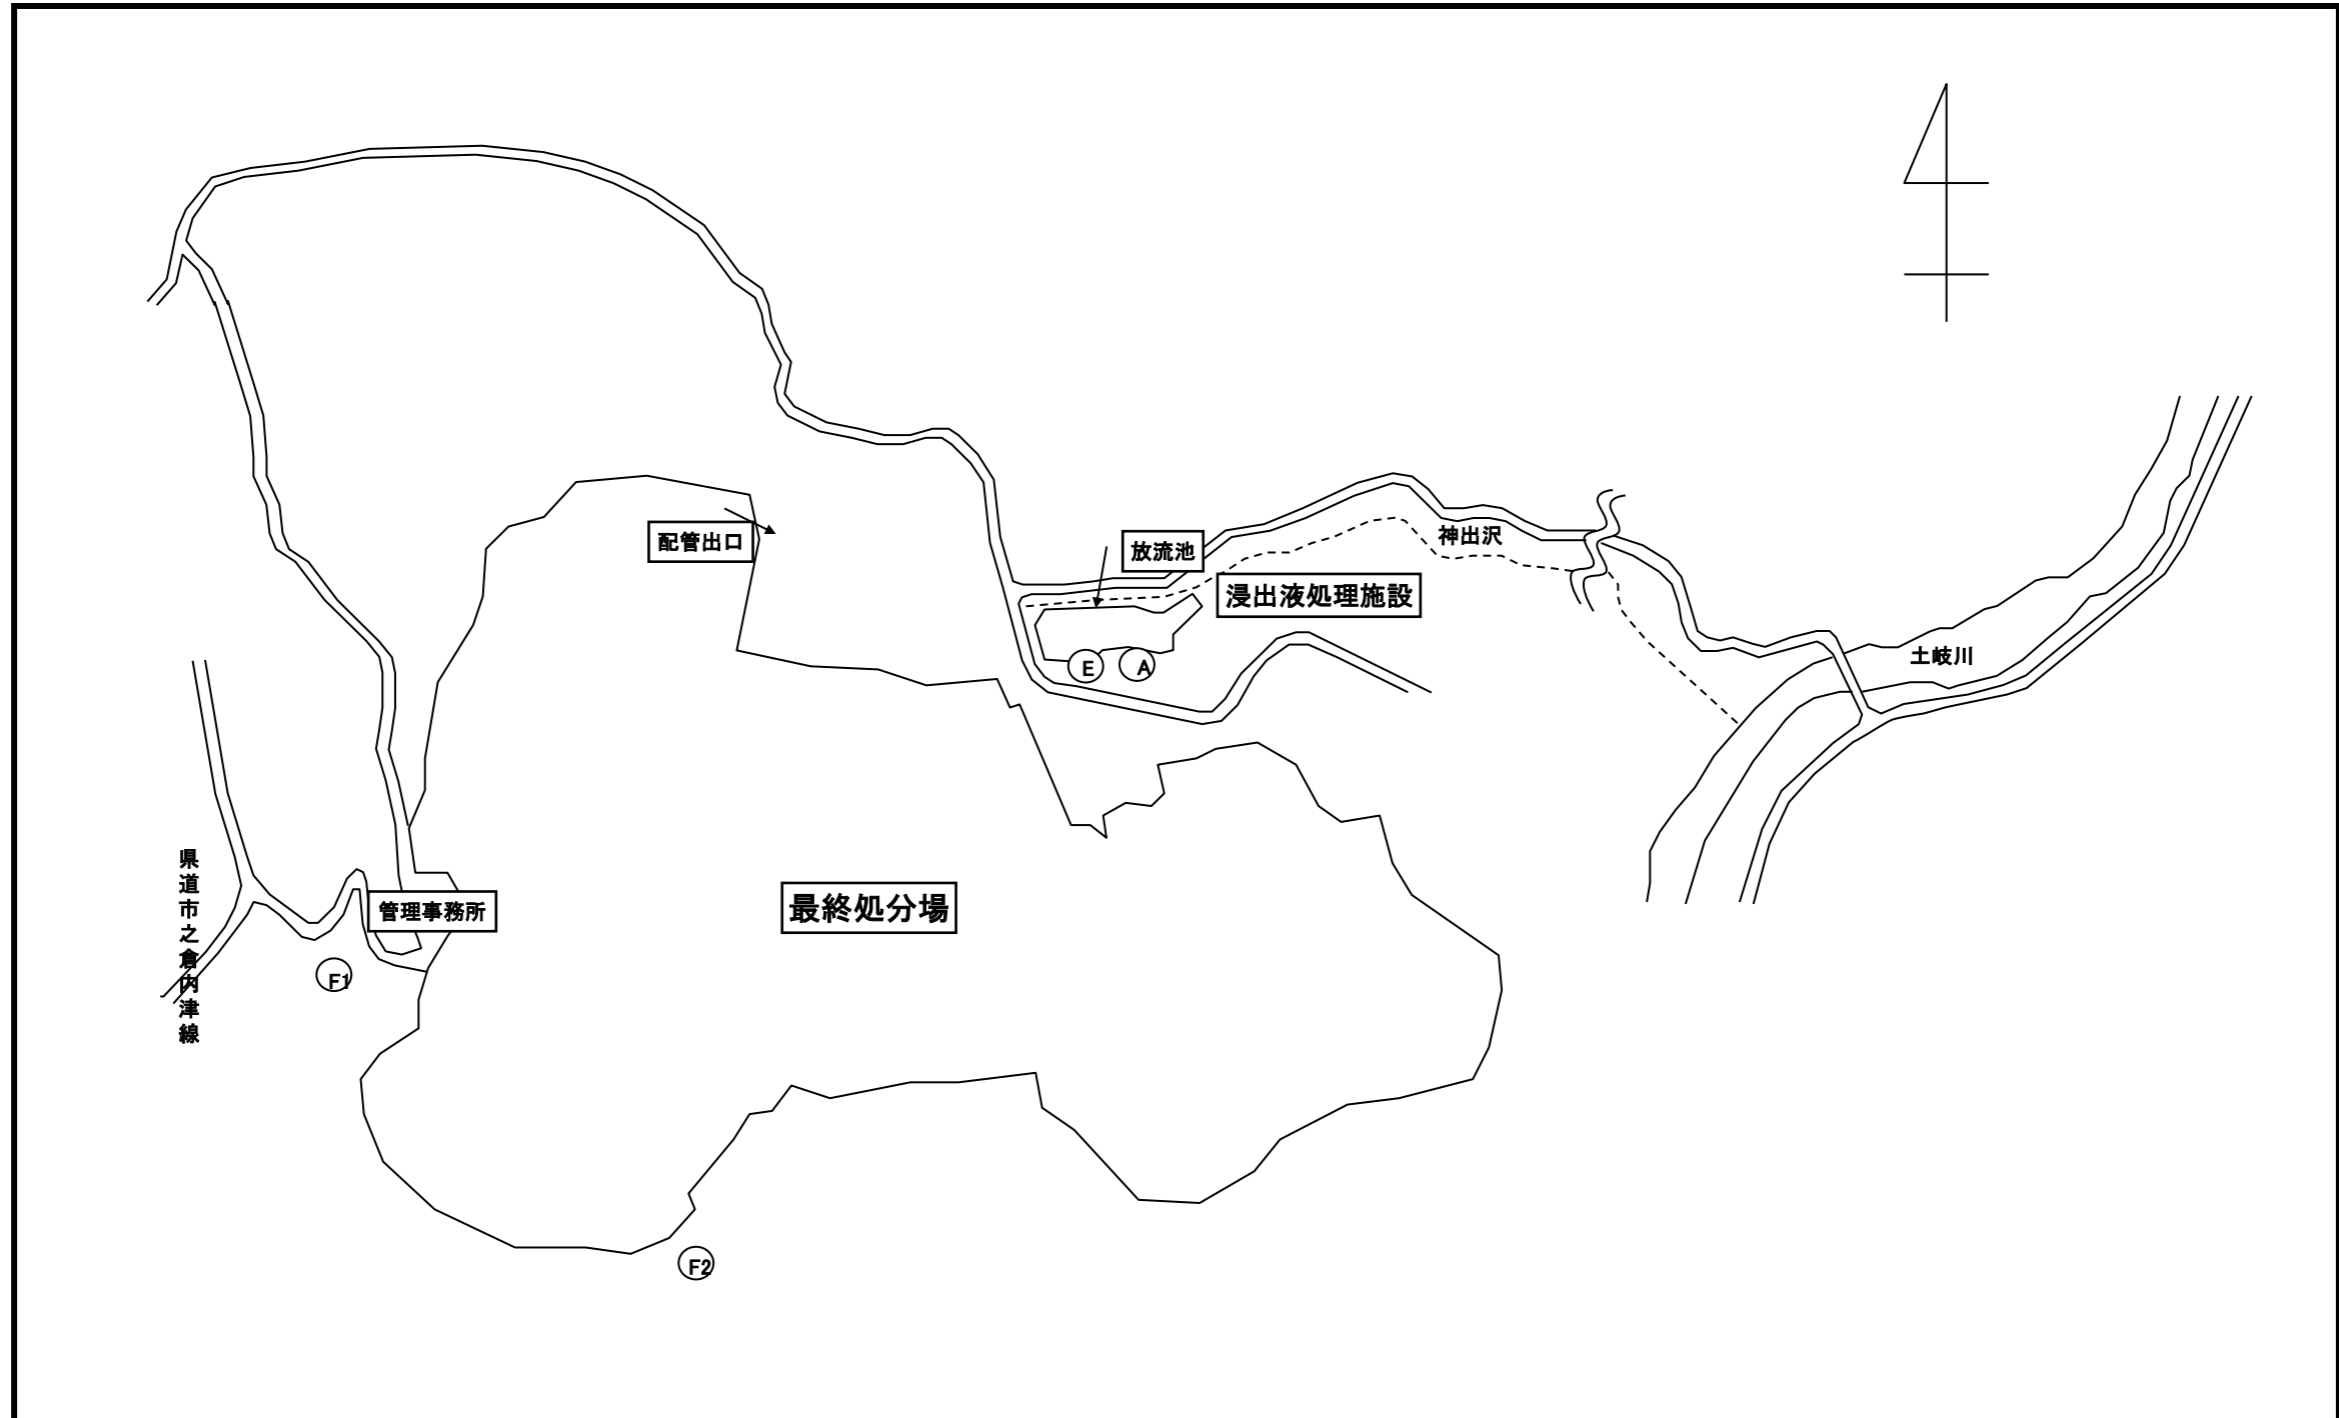 神出沢
配管出口
放流池
浸出液処理施設
土岐川
E
A
県道市之倉内津線
管理事務所
最終処分場
F1
F2